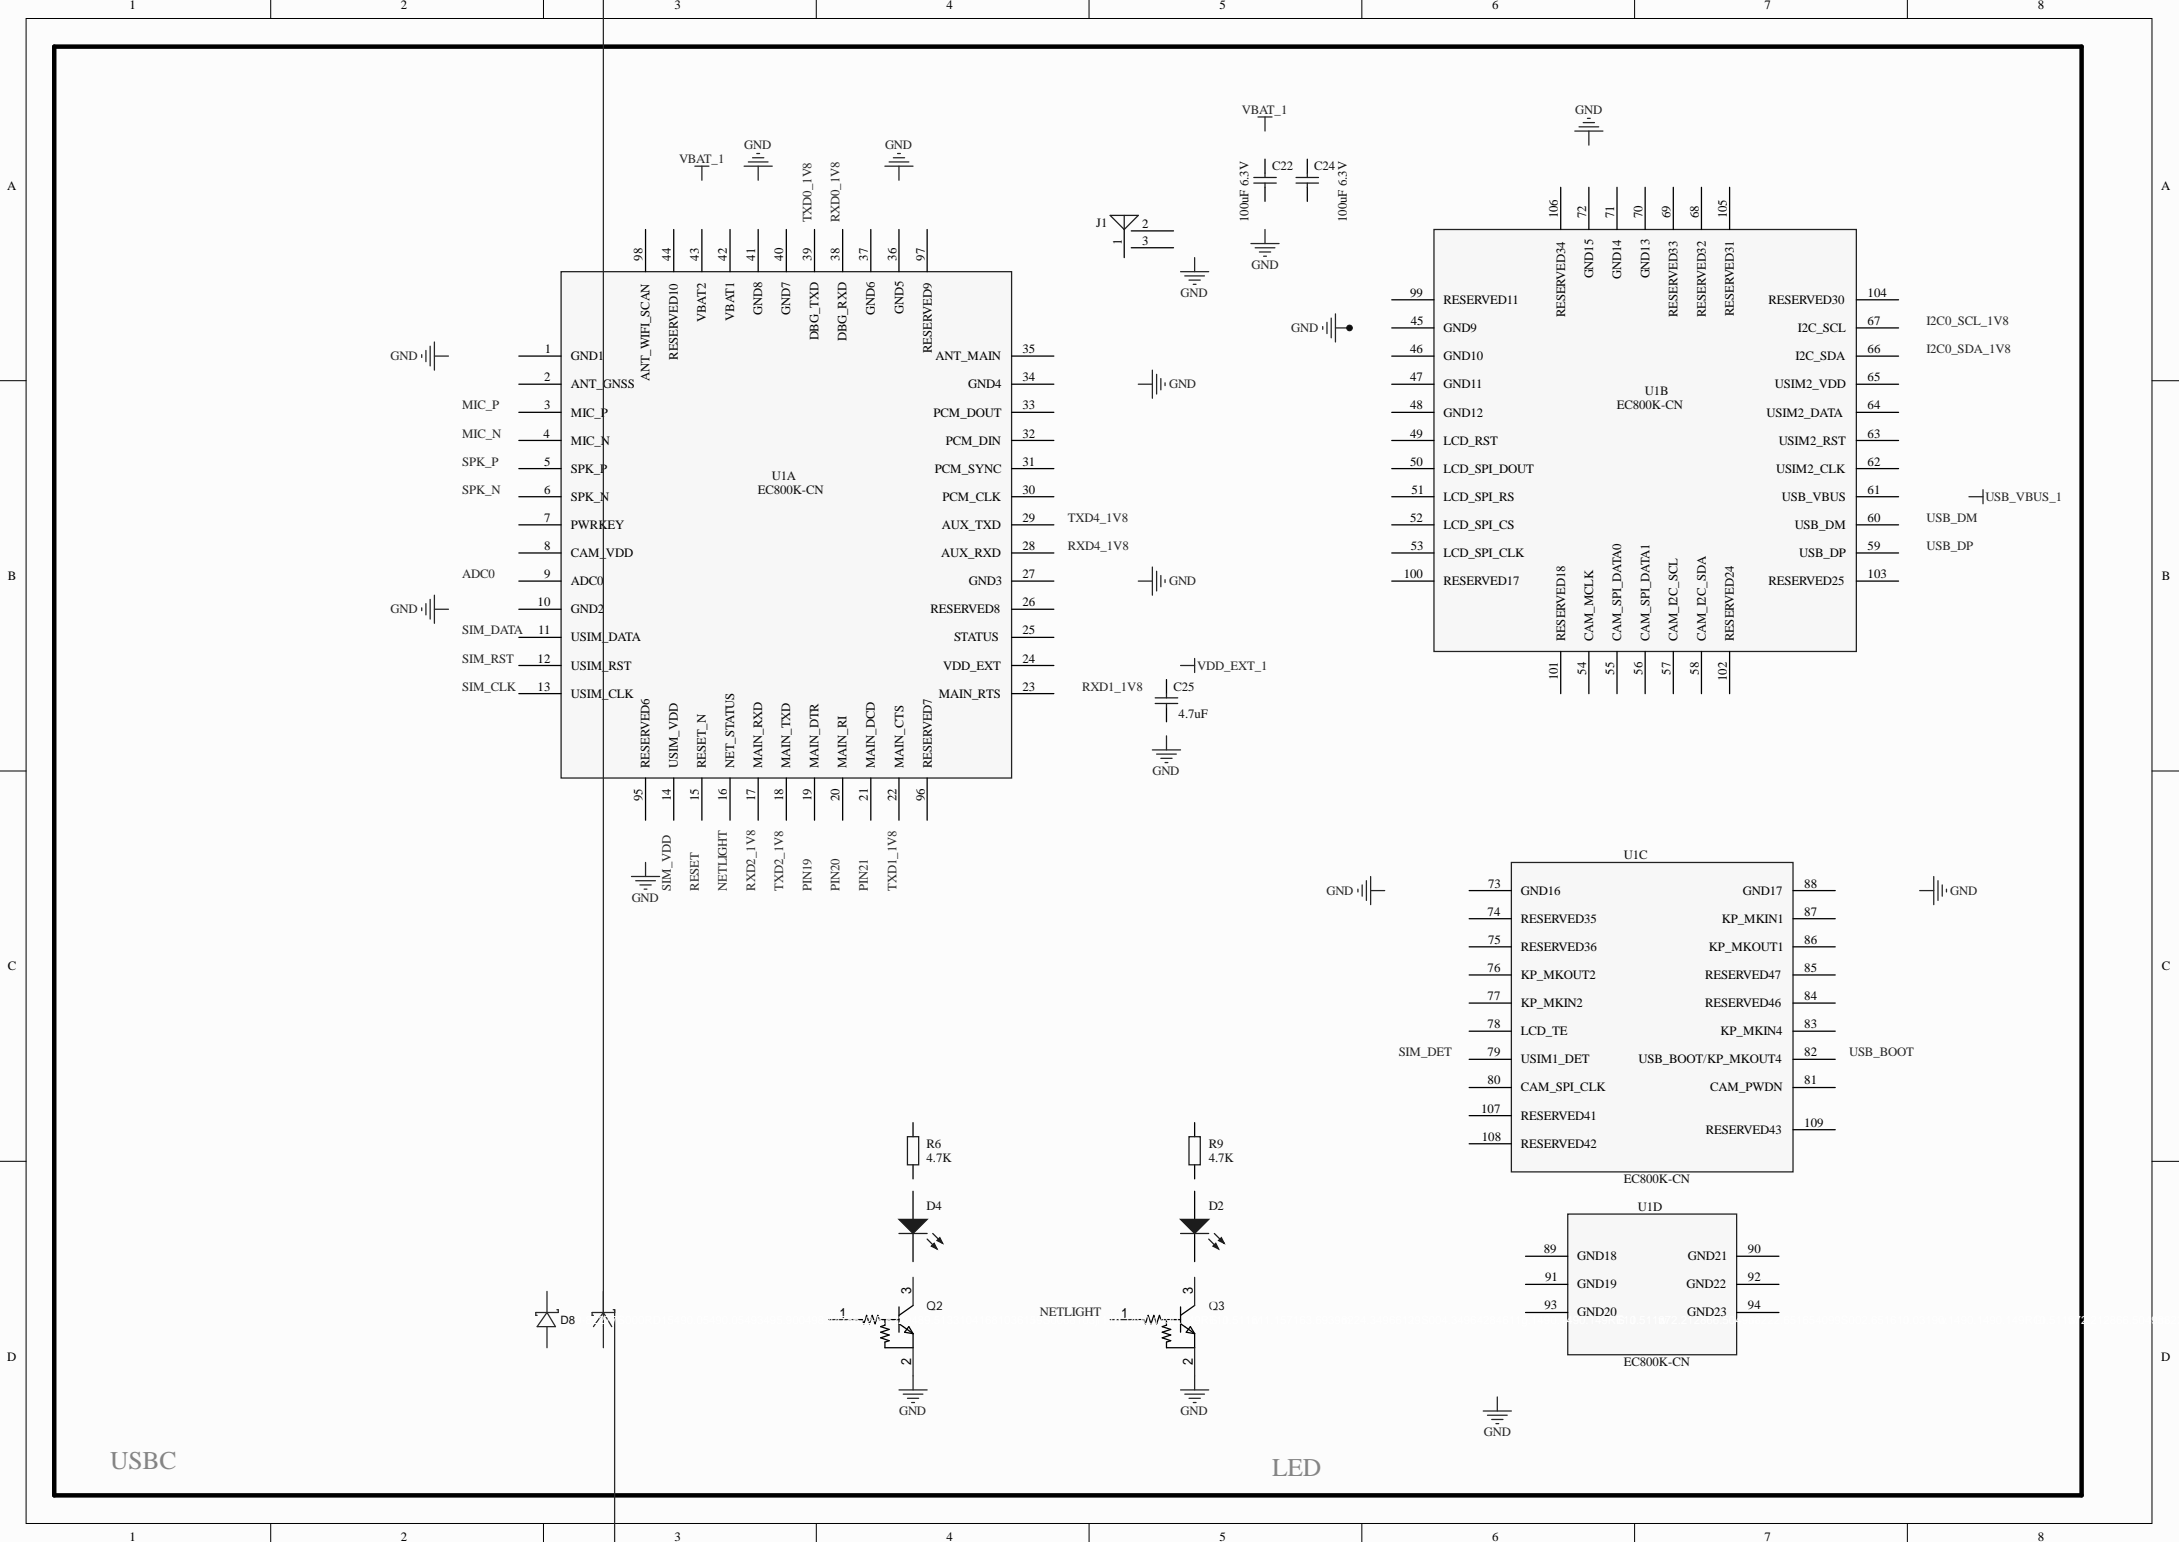 1 2 3 4 5 6 7 8
A A
B B
C C
D D
VBAT_1
GND
TXD0_1V8
RXD0_1V8
GND
98 44 43 42 41 40 39 38 37 36 97
ANT_WIFI_SCAN
RESERVED10
VBAT2
VBAT1
GND8
GND7
DBG_TXD
DBG_RXD
GND6
GND5
RESERVED9
GND 1 GND1
2 ANT_GNSS
MIC_P 3 MIC_P
MIC_N 4 MIC_N
SPK_P 5 SPK_P
SPK_N 6 SPK_N
7 PWRKEY
8 CAM_VDD
ADC0 9 ADC0
GND 10 GND2
SIM_DATA 11 USIM_DATA
SIM_RST 12 USIM_RST
SIM_CLK 13 USIM_CLK
U1A
EC800K-CN
ANT_MAIN 35
GND4 34 GND
PCM_DOUT 33
PCM_DIN 32
PCM_SYNC 31
PCM_CLK 30
AUX_TXD 29 TXD4_1V8
AUX_RXD 28 RXD4_1V8
GND3 27 GND
RESERVED8 26
STATUS 25
VDD_EXT 24 VDD_EXT_1
MAIN_RTS 23 RXD1_1V8
C25
4.7uF
GND
RESERVED6
USIM_VDD
RESET_N
NET_STATUS
MAIN_RXD
MAIN_TXD
MAIN_DTR
MAIN_RI
MAIN_DCD
MAIN_CTS
RESERVED7
95 14 15 16 17 18 19 20 21 22 96
GND
SIM_VDD
RESET
NETLIGHT
RXD2_1V8
TXD2_1V8
PIN19
PIN20
PIN21
TXD1_1V8
J1
1
2
3
GND
VBAT_1
C22
100uF 6.3V
C24
100uF 6.3V
GND
GND
106 72 71 70 69 68 105
RESERVED34
GND15
GND14
GND13
RESERVED33
RESERVED32
RESERVED31
99 RESERVED11
GND 45 GND9
46 GND10
47 GND11
48 GND12
49 LCD_RST
50 LCD_SPI_DOUT
51 LCD_SPI_RS
52 LCD_SPI_CS
53 LCD_SPI_CLK
100 RESERVED17
U1B
EC800K-CN
RESERVED30 104
I2C_SCL 67 I2C0_SCL_1V8
I2C_SDA 66 I2C0_SDA_1V8
USIM2_VDD 65
USIM2_DATA 64
USIM2_RST 63
USIM2_CLK 62
USB_VBUS 61 USB_VBUS_1
USB_DM 60 USB_DM
USB_DP 59 USB_DP
RESERVED25 103
RESERVED18
CAM_MCLK
CAM_SPI_DATA0
CAM_SPI_DATA1
CAM_I2C_SCL
CAM_I2C_SDA
RESERVED24
101 54 55 56 57 58 102
U1C
GND 73 GND16
74 RESERVED35
75 RESERVED36
76 KP_MKOUT2
77 KP_MKIN2
78 LCD_TE
SIM_DET 79 USIM1_DET
80 CAM_SPI_CLK
107 RESERVED41
108 RESERVED42
GND17 88 GND
KP_MKIN1 87
KP_MKOUT1 86
RESERVED47 85
RESERVED46 84
KP_MKIN4 83
USB_BOOT/KP_MKOUT4 82 USB_BOOT
CAM_PWDN 81
RESERVED43 109
EC800K-CN
U1D
89 GND18 GND21 90
91 GND19 GND22 92
93 GND20 GND23 94
EC800K-CN
GND
R6
4.7K
D4
3
1
Q2
2
GND
R9
4.7K
D2
3
NETLIGHT 1
Q3
2
GND
D8
USBC
LED
1 2 3 4 5 6 7 8